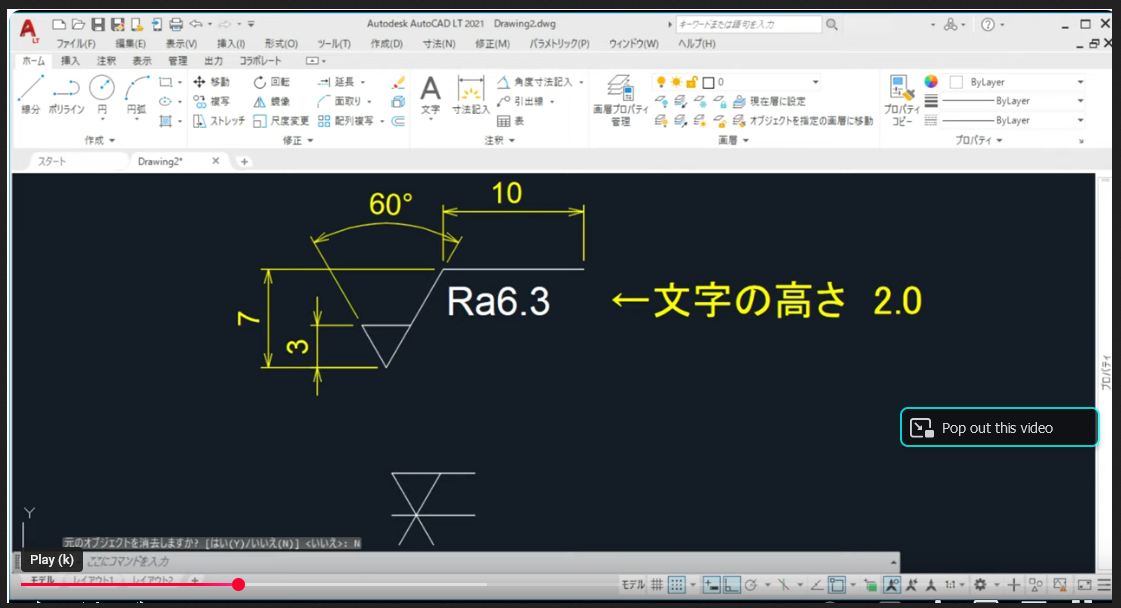 Autodesk AutoCAD LT 2021 Drawing2.dwg
キーワードまたは語句を入力
A
LT
ファイル(F) 編集(E) 表示(V) 挿入(I) 形式(O) ツール(T) 作成(D) 寸法(N) 修正(M) パラメトリック(P) ウィンドウ(W) ヘルプ(H)
ホーム 挿入 注釈 表示 管理 出力 コラボレート
線分 ポリライン 円 円弧
移動 回転 延長
複写 鏡像 面取り
ストレッチ 尺度変更 配列複写
A
文字 寸法記入
角度寸法記入
引出線
表
画層プロパティ
管理
0
現在層に設定
オブジェクトを指定の画層に移動
プロパティ
コピー
ByLayer
ByLayer
ByLayer
作成 修正 注釈 画層 プロパティ
スタート Drawing2*
60°
10
7
3
Ra6.3
←文字の高さ 2.0
プロパティ
Pop out this video
Y
元のオブジェクトを消去しますか? [はい(Y)/いいえ(N)] <いいえ>: N
Play (k)
ここにコマンドを入力
モデル レイアウト1 レイアウト2 +
モデル
1:1